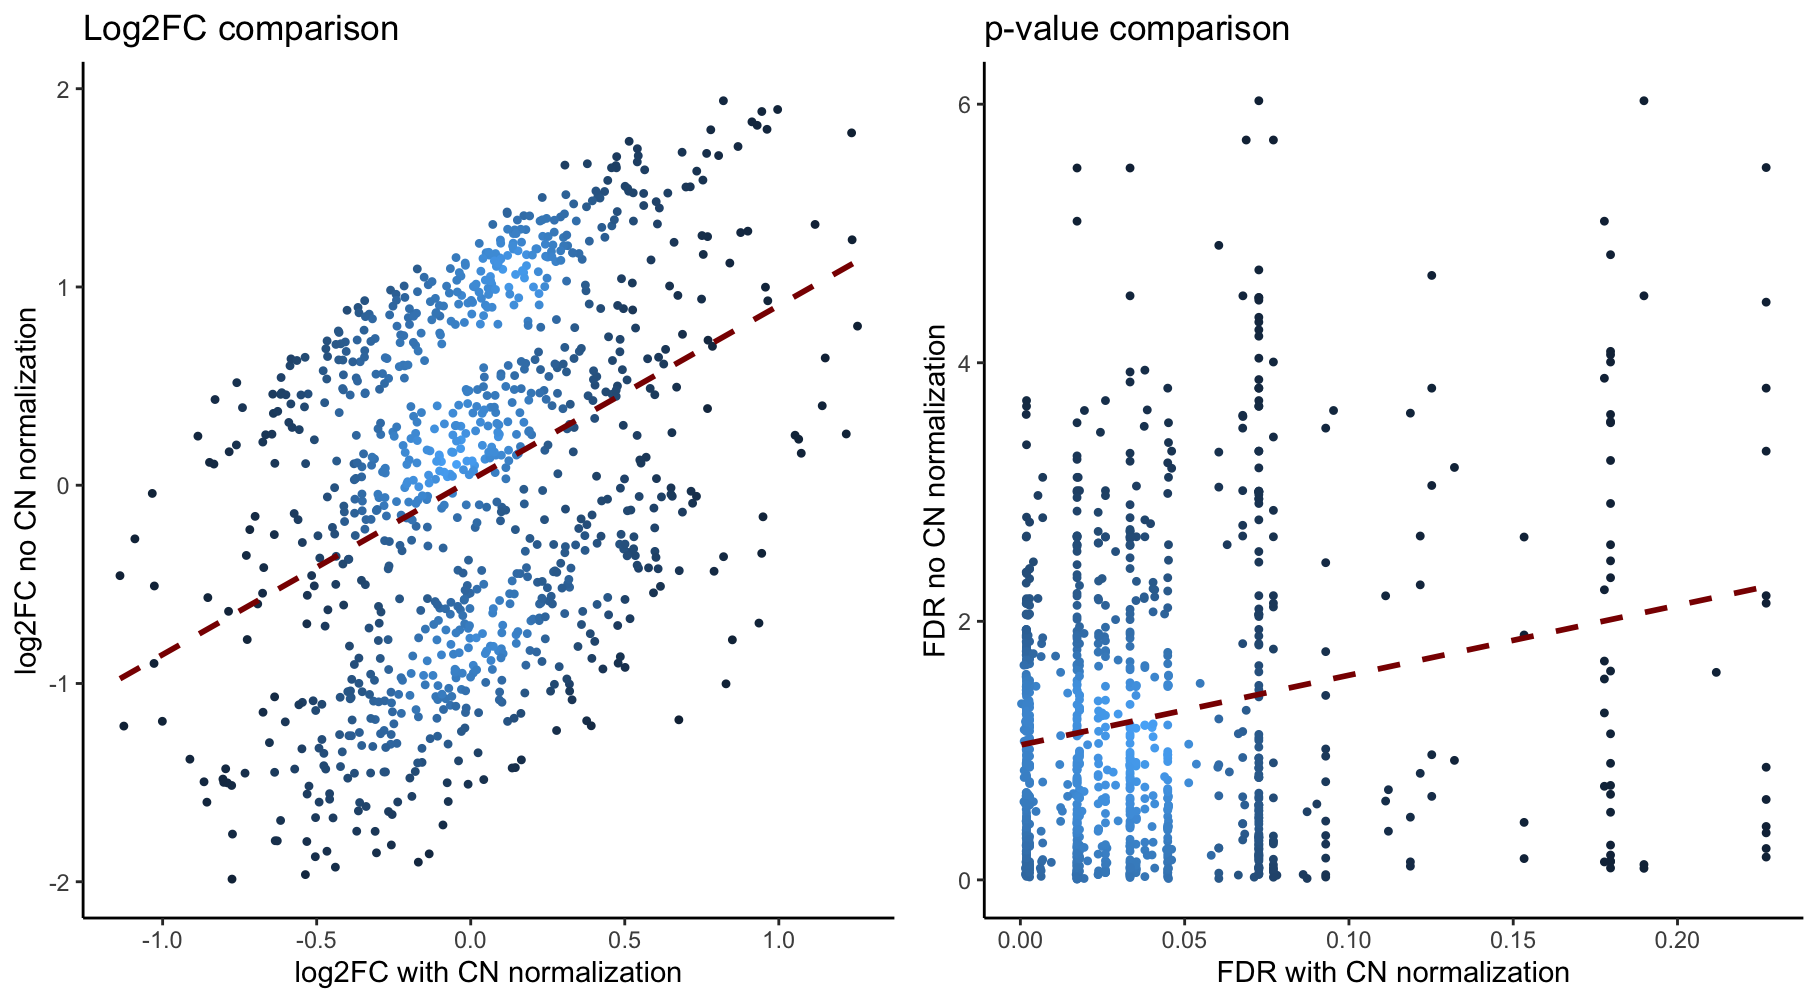 Log2FC comparison
log2FC no CN normalization
2
1
0
-1
-2
-1.0 -0.5 0.0 0.5 1.0
log2FC with CN normalization
p-value comparison
FDR no CN normalization
6
4
2
0
0.00 0.05 0.10 0.15 0.20
FDR with CN normalization